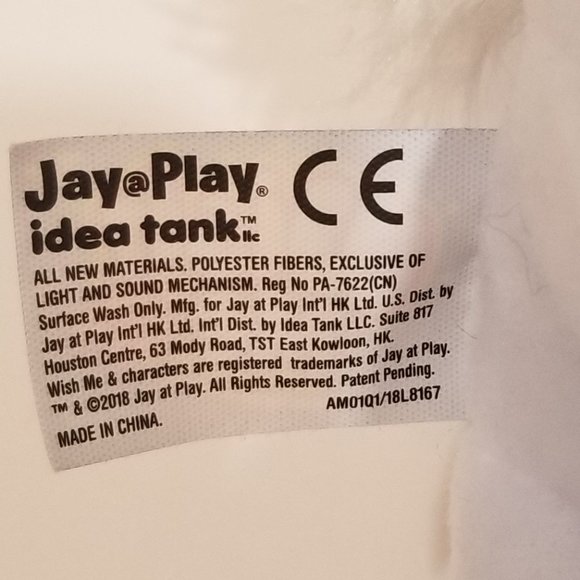 Jay@Play® CE
idea tank™ llc
ALL NEW MATERIALS. POLYESTER FIBERS, EXCLUSIVE OF
LIGHT AND SOUND MECHANISM. Reg No PA-7622(CN)
Surface Wash Only. Mfg. for Jay at Play Int'l HK Ltd. U.S. Dist. by
Jay at Play Int'l HK Ltd. Int'l Dist. by Idea Tank LLC. Suite 817
Houston Centre, 63 Mody Road, TST East Kowloon, HK.
Wish Me & characters are registered trademarks of Jay at Play.
™ & ©2018 Jay at Play. All Rights Reserved. Patent Pending.
MADE IN CHINA. AM01Q1/18L8167